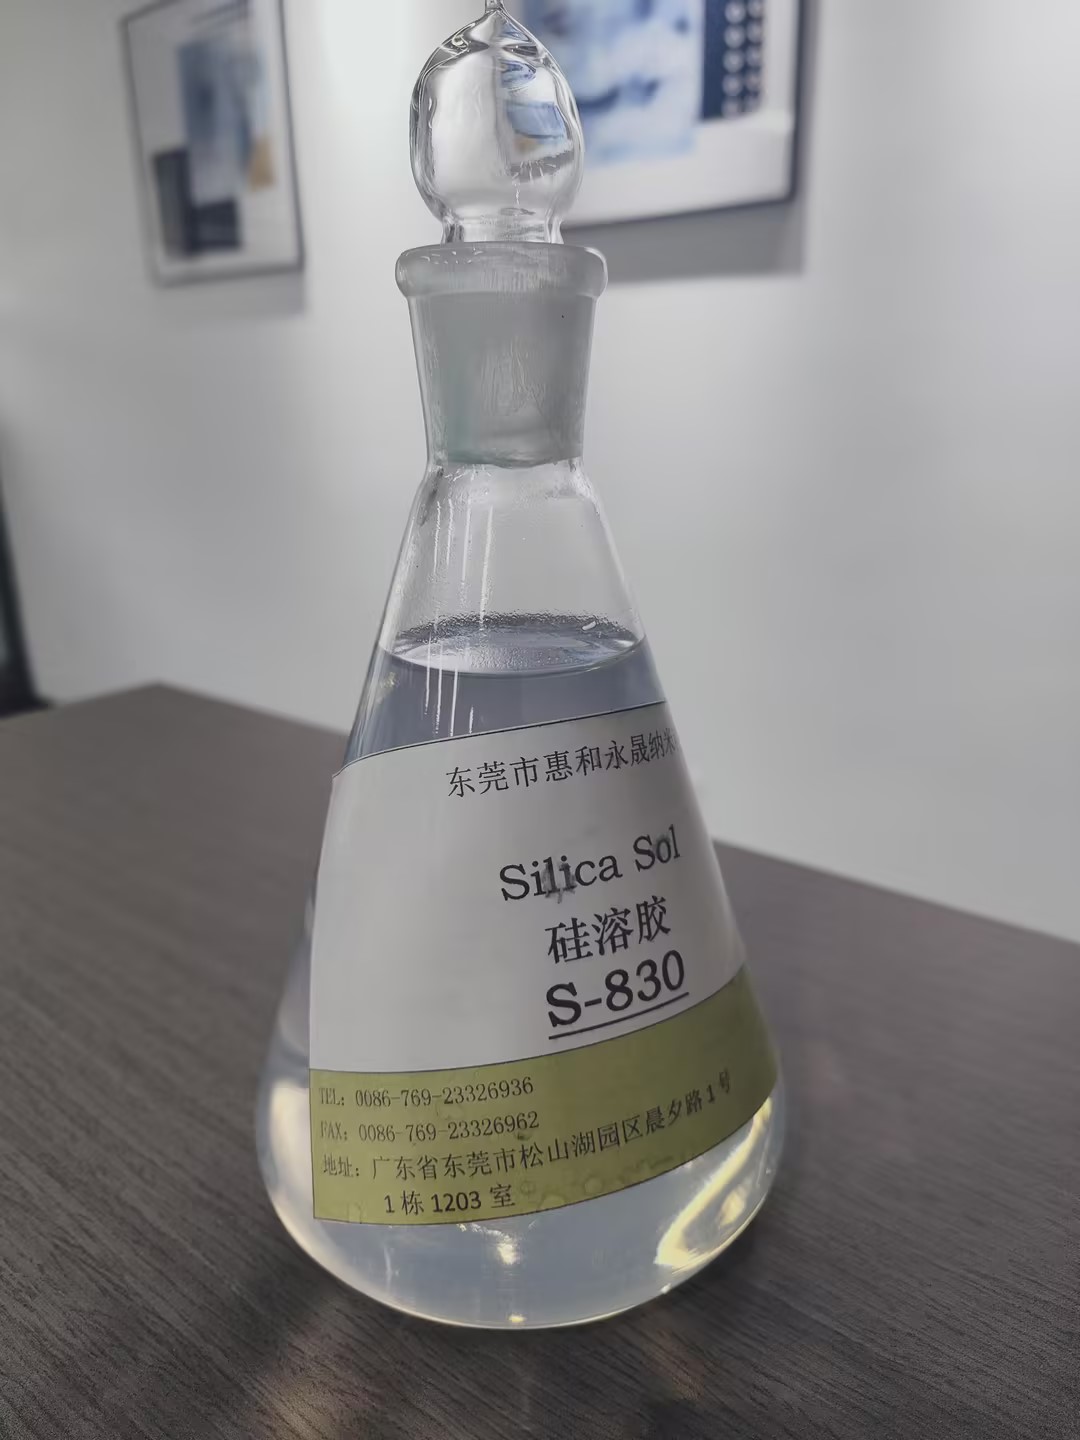 东莞市惠和永晟纳米
Silica Sol
硅溶胶
S-830
TEL: 0086-769-23326936
FAX: 0086-769-23326962
地址: 广东省东莞市松山湖园区晨夕路1号
1栋1203室